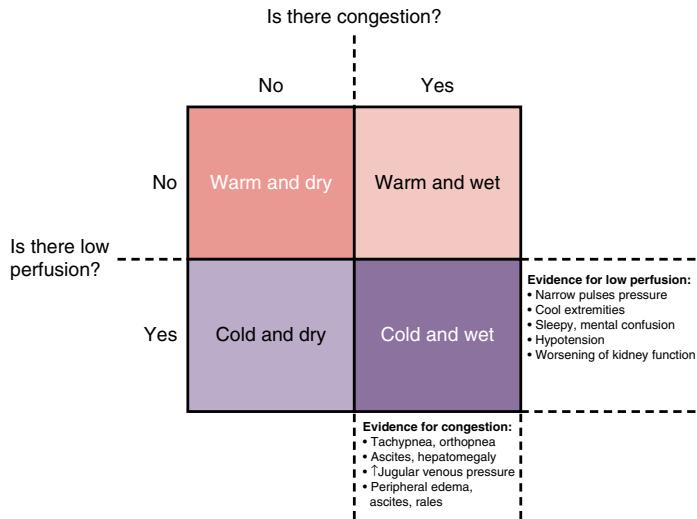 Is there congestion?
No
Yes
No
Warm and dry
Warm and wet
Is there low
perfusion?
Yes
Cold and dry
Cold and wet
Evidence for low perfusion:
• Narrow pulses pressure
• Cool extremities
• Sleepy, mental confusion
• Hypotension
• Worsening of kidney function
Evidence for congestion:
• Tachypnea, orthopnea
• Ascites, hepatomegaly
• ↑Jugular venous pressure
• Peripheral edema,
ascites, rales